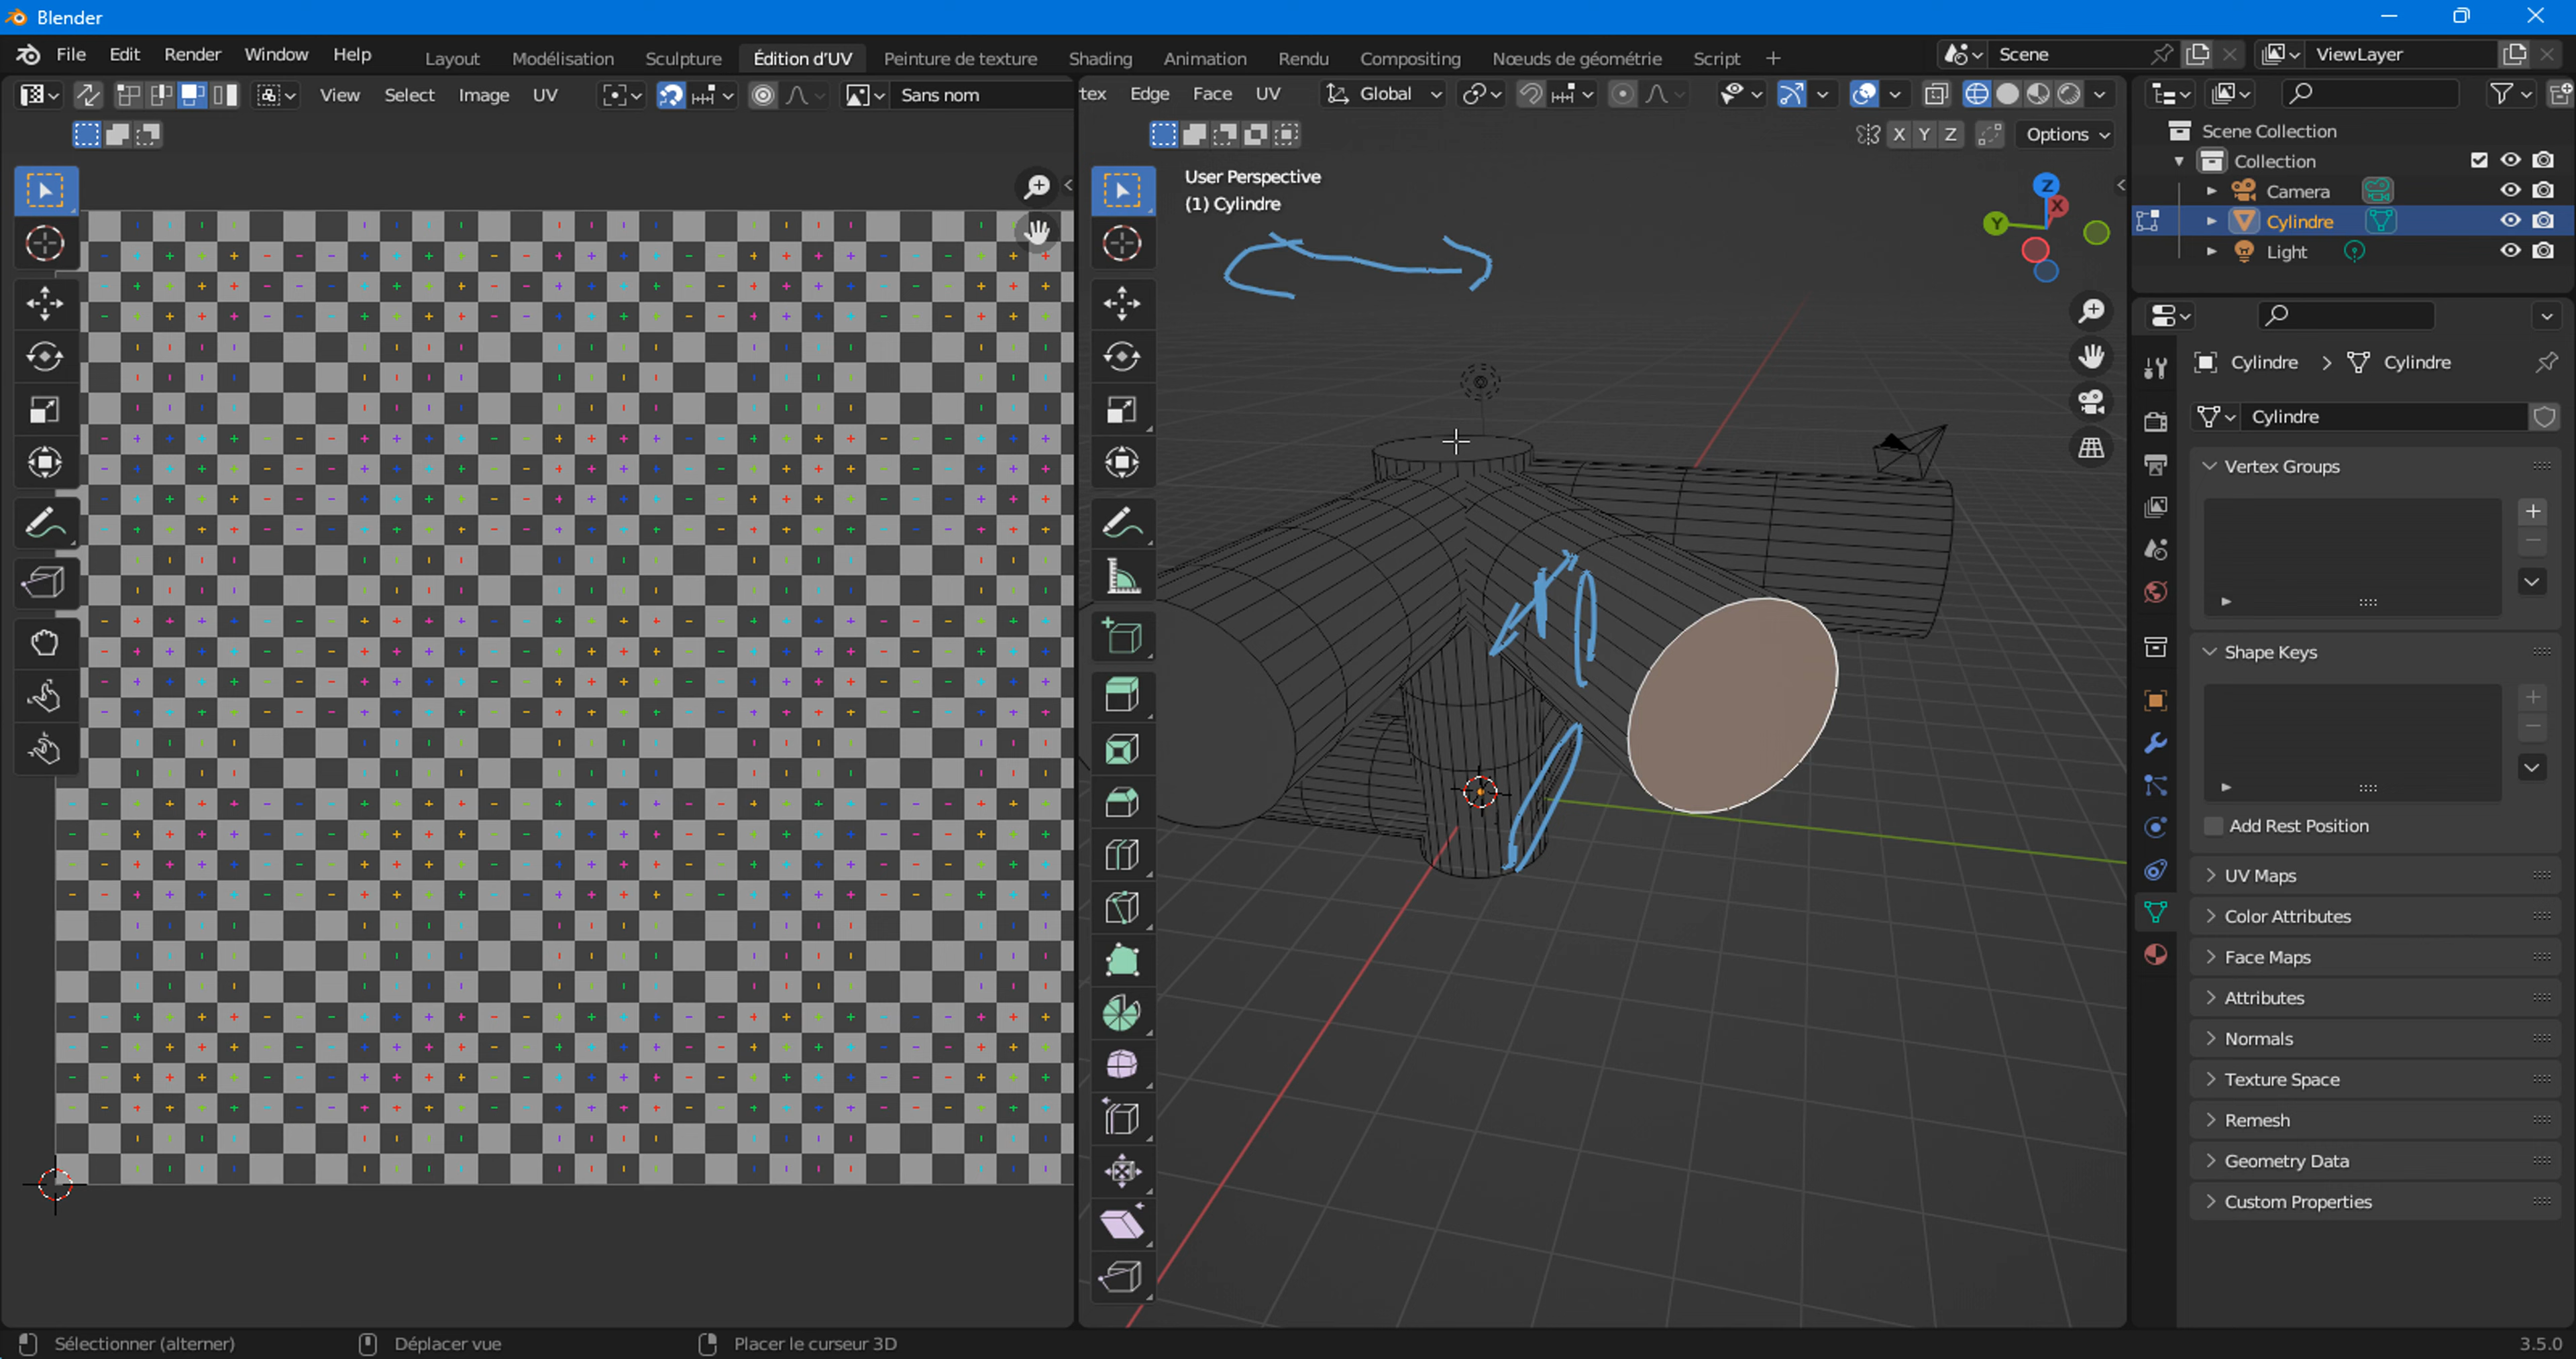 Blender
File Edit Render Window Help Layout Modélisation Sculpture Édition d'UV Peinture de texture Shading Animation Rendu Compositing Nœuds de géométrie Script + Scene ViewLayer
View Select Image UV Sans nom
tex Edge Face UV Global
X Y Z Options
User Perspective
(1) Cylindre
Z
X
Y
Scene Collection
Collection
Camera
Cylindre
Light
Cylindre > Cylindre
Cylindre
Vertex Groups
Shape Keys
Add Rest Position
UV Maps
Color Attributes
Face Maps
Attributes
Normals
Texture Space
Remesh
Geometry Data
Custom Properties
Sélectionner (alterner) Déplacer vue Placer le curseur 3D 3.5.0